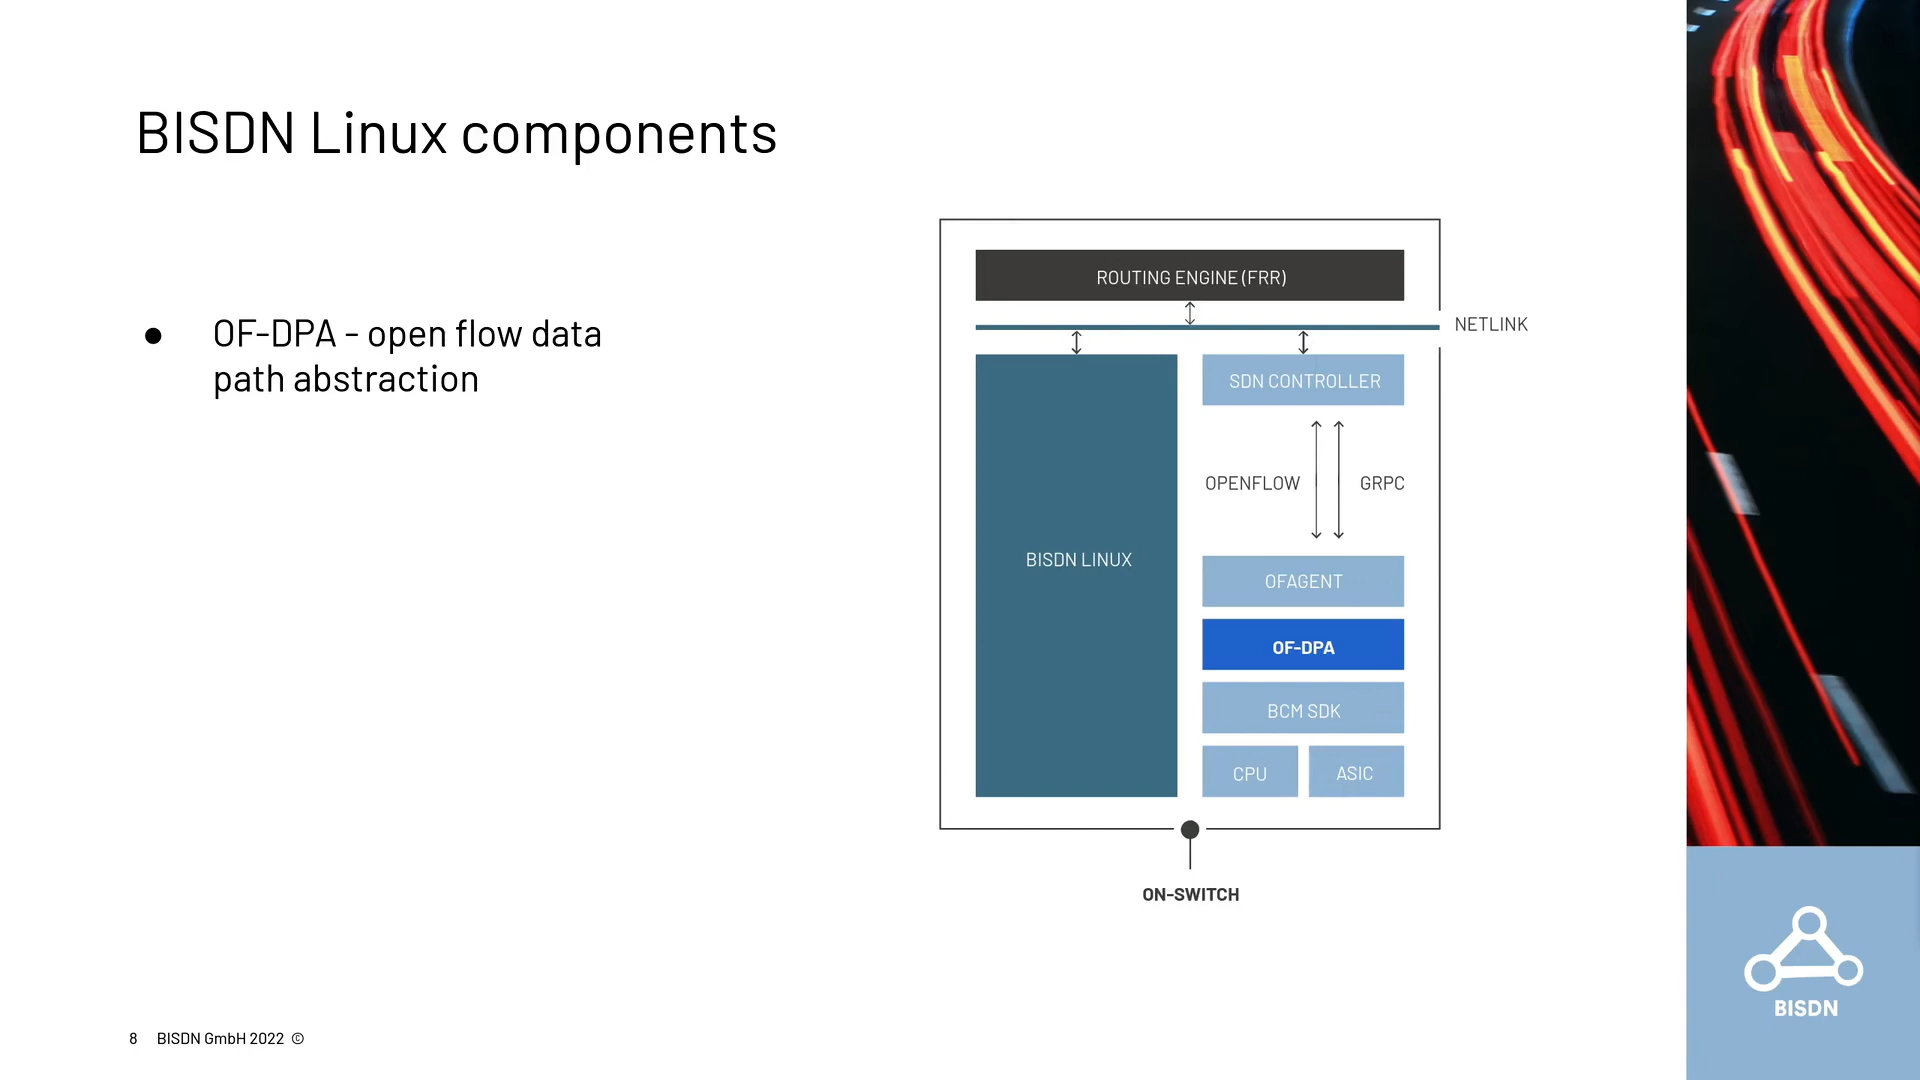 BISDN Linux components
● OF-DPA - open flow data
path abstraction
ROUTING ENGINE (FRR)
NETLINK
SDN CONTROLLER
OPENFLOW
GRPC
BISDN LINUX
OFAGENT
OF-DPA
BCM SDK
CPU
ASIC
ON-SWITCH
BISDN
8 BISDN GmbH 2022 ©